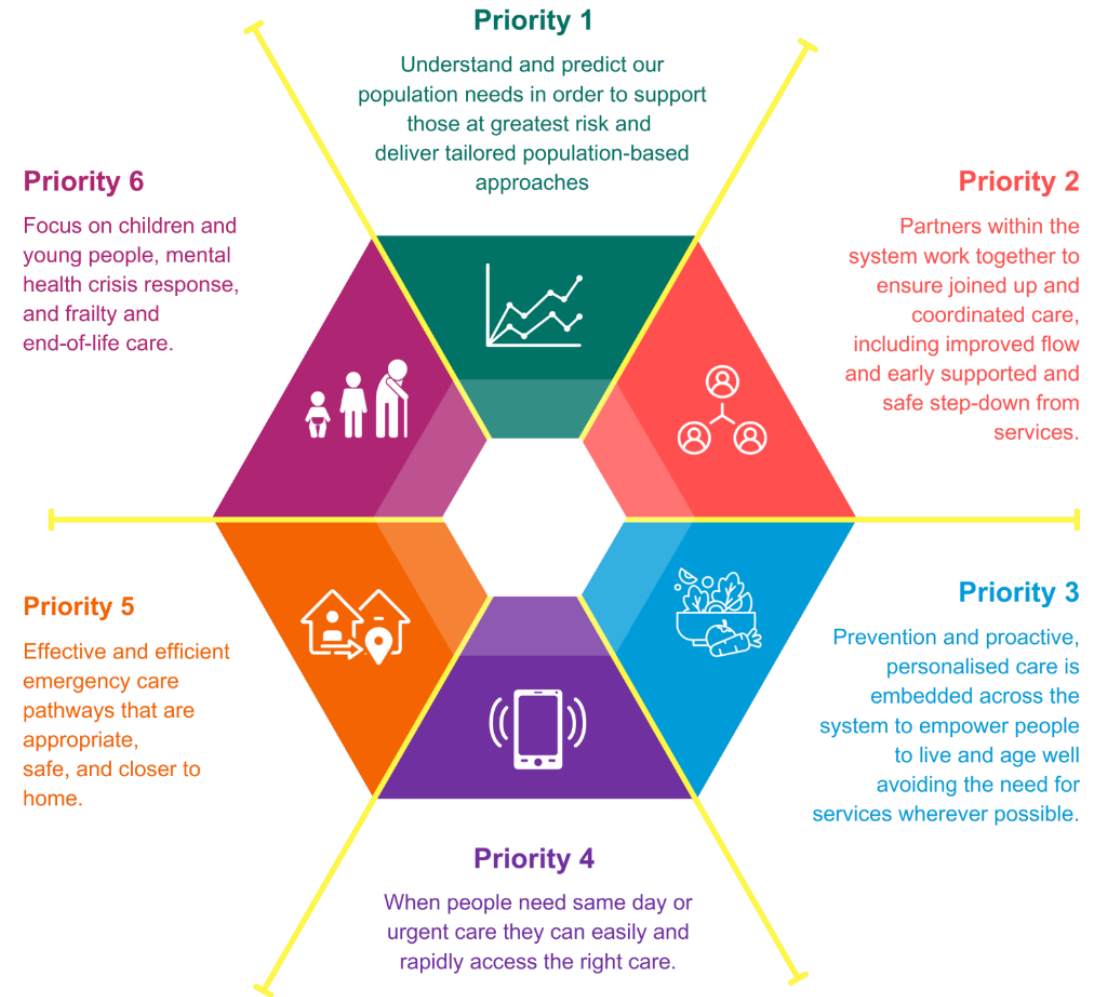 Priority 1
Understand and predict our
population needs in order to support
those at greatest risk and
deliver tailored population-based
approaches
Priority 2
Partners within the
system work together to
ensure joined up and
coordinated care,
including improved flow
and early supported and
safe step-down from
services.
Priority 3
Prevention and proactive,
personalised care is
embedded across the
system to empower people
to live and age well
avoiding the need for
services wherever possible.
Priority 4
When people need same day or
urgent care they can easily and
rapidly access the right care.
Priority 5
Effective and efficient
emergency care
pathways that are
appropriate,
safe, and closer to
home.
Priority 6
Focus on children and
young people, mental
health crisis response,
and frailty and
end-of-life care.